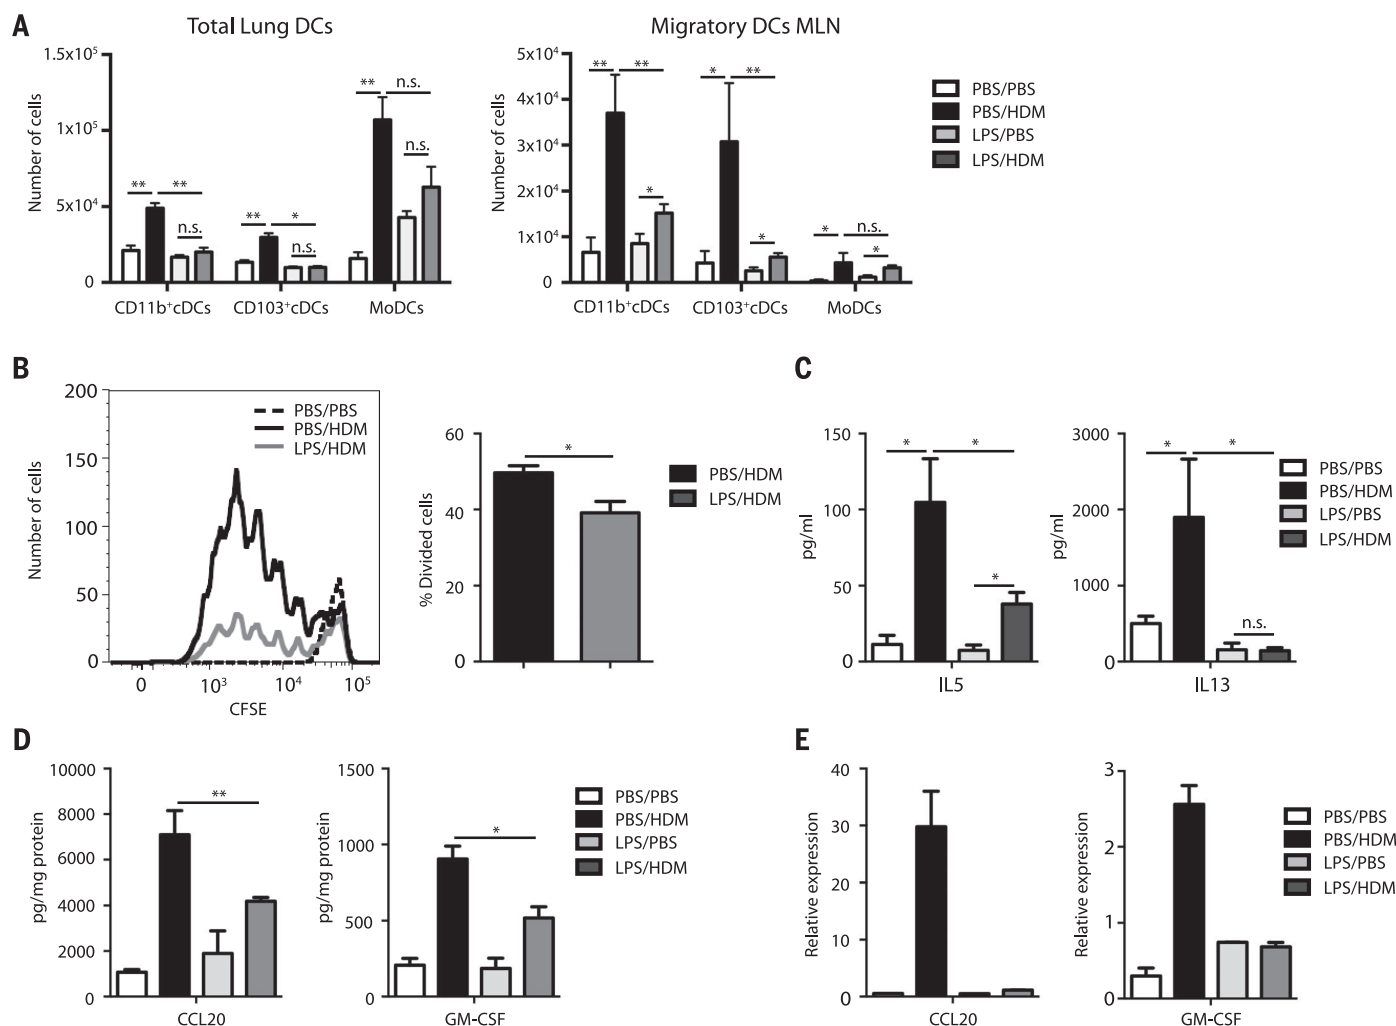 A
Total Lung DCs
Number of cells
1.5x10⁵
1x10⁵
5x10⁴
0
** ** n.s.
** * n.s.
** n.s. n.s.
CD11b⁺cDCs CD103⁺cDCs MoDCs
Migratory DCs MLN
Number of cells
5x10⁴
4x10⁴
3x10⁴
2x10⁴
1x10⁴
0
** ** *
* ** *
* n.s. *
CD11b⁺cDCs CD103⁺cDCs MoDCs
PBS/PBS
PBS/HDM
LPS/PBS
LPS/HDM
B
Number of cells
200
150
100
50
0
PBS/PBS
PBS/HDM
LPS/HDM
0 10³ 10⁴ 10⁵
CFSE
% Divided cells
60
40
20
0
*
PBS/HDM
LPS/HDM
C
pg/ml
150
100
50
0
* * *
IL5
pg/ml
3000
2000
1000
0
* * n.s.
IL13
PBS/PBS
PBS/HDM
LPS/PBS
LPS/HDM
D
pg/mg protein
10000
8000
6000
4000
2000
0
**
CCL20
pg/mg protein
1500
1000
500
0
*
GM-CSF
PBS/PBS
PBS/HDM
LPS/PBS
LPS/HDM
E
Relative expression
40
30
20
10
0
CCL20
Relative expression
3
2
1
0
GM-CSF
PBS/PBS
PBS/HDM
LPS/PBS
LPS/HDM